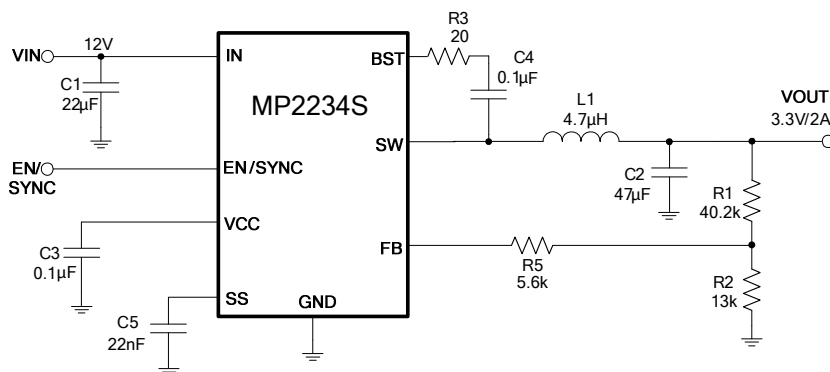 VIN
12V
C1
22µF
IN
EN/
SYNC
EN/SYNC
VCC
C3
0.1µF
SS
C5
22nF
GND
MP2234S
BST
R3
20
C4
0.1µF
SW
L1
4.7µH
VOUT
3.3V/2A
C2
47µF
R1
40.2k
FB
R5
5.6k
R2
13k